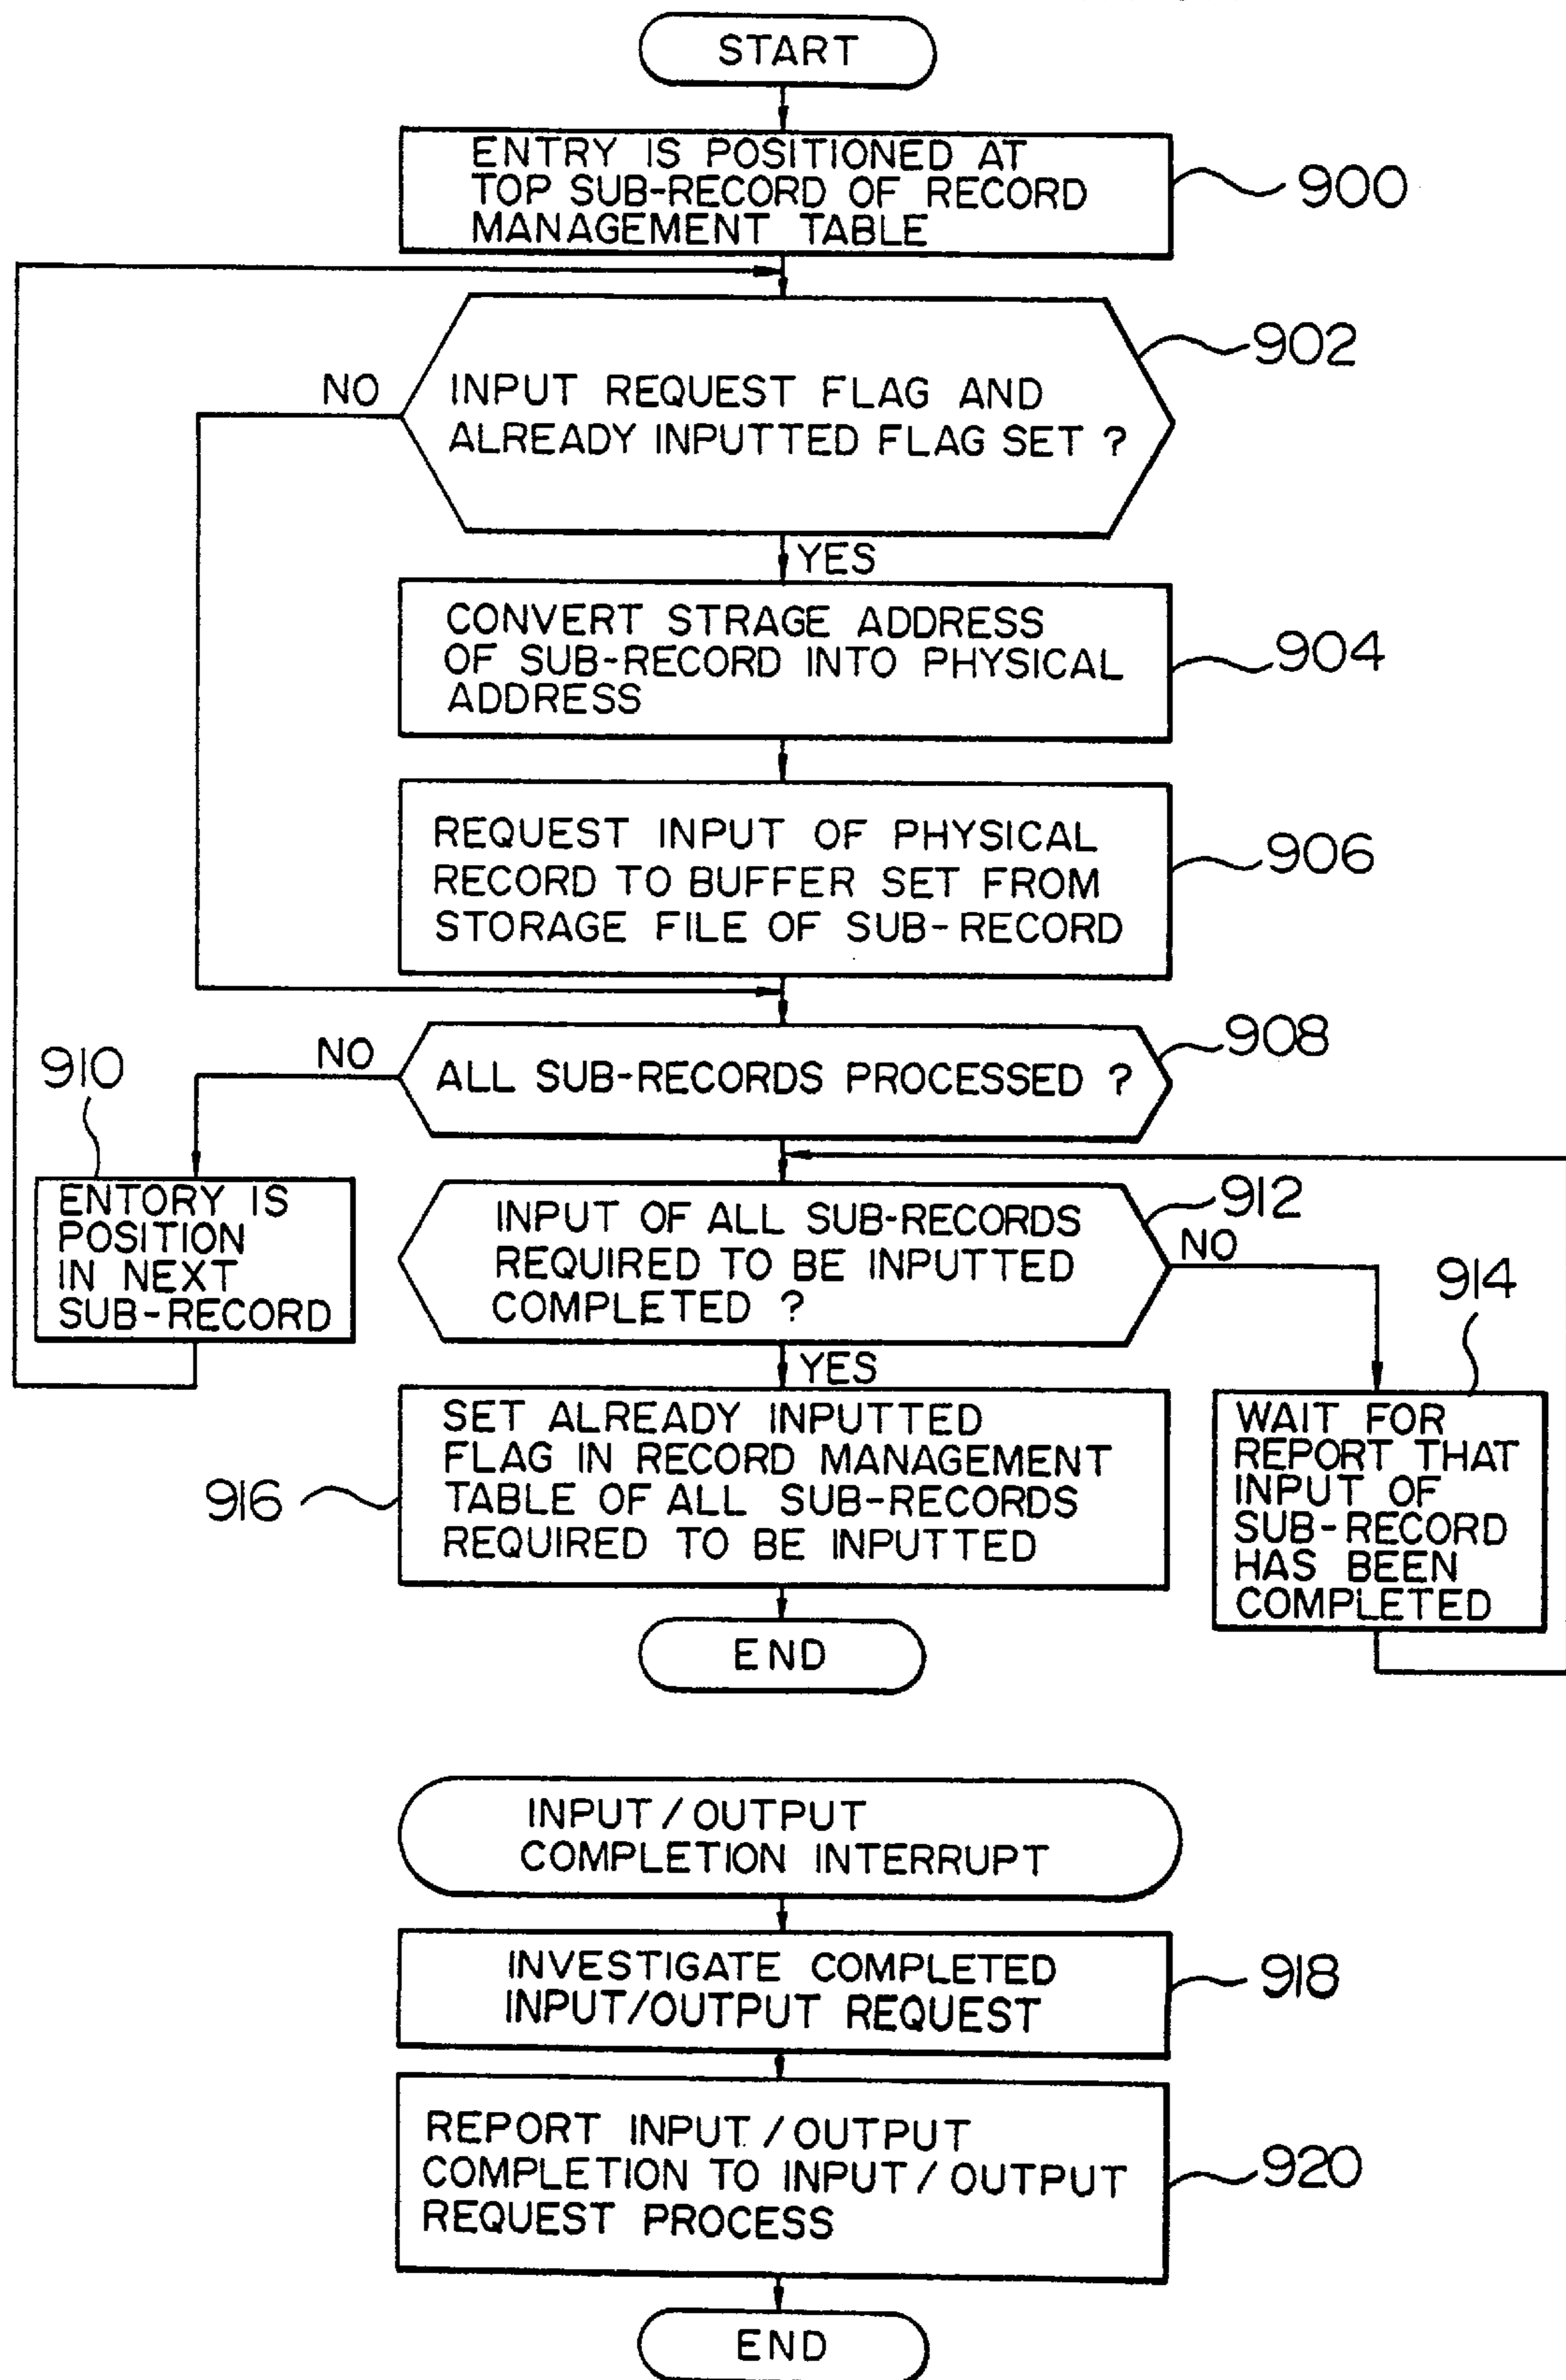 START
ENTRY IS POSITIONED AT
TOP SUB-RECORD OF RECORD
MANAGEMENT TABLE
900
902
NO
INPUT REQUEST FLAG AND
ALREADY INPUTTED FLAG SET ?
YES
CONVERT STRAGE ADDRESS
OF SUB-RECORD INTO PHYSICAL
ADDRESS
904
REQUEST INPUT OF PHYSICAL
RECORD TO BUFFER SET FROM
STORAGE FILE OF SUB-RECORD
906
908
NO
ALL SUB-RECORDS PROCESSED ?
910
ENTORY IS
POSITION
IN NEXT
SUB-RECORD
912
INPUT OF ALL SUB-RECORDS
REQUIRED TO BE INPUTTED
COMPLETED ?
NO
914
YES
SET ALREADY INPUTTED
FLAG IN RECORD MANAGEMENT
TABLE OF ALL SUB-RECORDS
REQUIRED TO BE INPUTTED
916
WAIT FOR
REPORT THAT
INPUT OF
SUB-RECORD
HAS BEEN
COMPLETED
END
INPUT/OUTPUT
COMPLETION INTERRUPT
INVESTIGATE COMPLETED
INPUT/OUTPUT REQUEST
918
REPORT INPUT/OUTPUT
COMPLETION TO INPUT/OUTPUT
REQUEST PROCESS
920
END